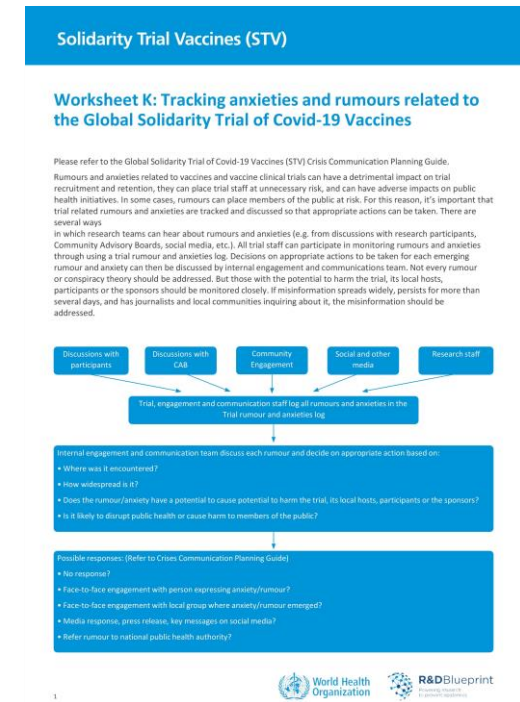 Solidarity Trial Vaccines (STV)
Worksheet K: Tracking anxieties and rumours related to
the Global Solidarity Trial of Covid-19 Vaccines
Please refer to the Global Solidarity Trial of Covid-19 Vaccines (STV) Crisis Communication Planning Guide.
Rumours and anxieties related to vaccines and vaccine clinical trials can have a detrimental impact on trial
recruitment and retention, they can place trial staff at unnecessary risk, and can have adverse impacts on public
health initiatives. In some cases, rumours can place members of the public at risk. For this reason, it's important that
trial related rumours and anxieties are tracked and discussed so that appropriate actions can be taken. There are
several ways
in which research teams can hear about rumours and anxieties (e.g. from discussions with research participants,
Community Advisory Boards, social media, etc.). All trial staff can participate in monitoring rumours and anxieties
through using a trial rumour and anxieties log. Decisions on appropriate actions to be taken for each emerging
rumour and anxiety can then be discussed by internal engagement and communications team. Not every rumour
or conspiracy theory should be addressed. But those with the potential to harm the trial, its local hosts,
participants or the sponsors should be monitored closely. If misinformation spreads widely, persists for more than
several days, and has journalists and local communities inquiring about it, the misinformation should be
addressed.
Discussions with
participants
Discussions with
CAB
Community
Engagement
Social and other
media
Research staff
Trial, engagement and communication staff log all rumours and anxieties in the
Trial rumour and anxieties log
Internal engagement and communication team discuss each rumour and decide on appropriate action based on:
• Where was it encountered?
• How widespread is it?
• Does the rumour/anxiety have a potential to cause potential to harm the trial, its local hosts, participants or the sponsors?
• Is it likely to disrupt public health or cause harm to members of the public?
Possible responses: (Refer to Crises Communication Planning Guide)
• No response?
• Face-to-face engagement with person expressing anxiety/rumour?
• Face-to-face engagement with local group where anxiety/rumour emerged?
• Media response, press release, key messages on social media?
• Refer rumour to national public health authority?
World Health
Organization
R&DBlueprint
Powering research
to prevent epidemics
1